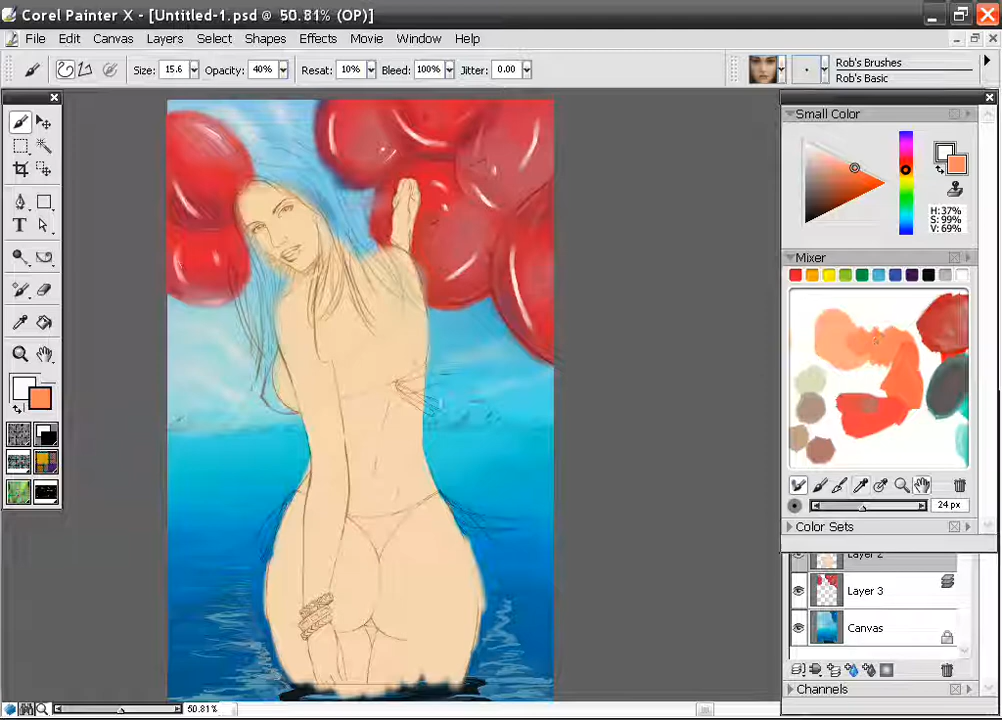 Corel Painter X - [Untitled-1.psd @ 50.81% (OP)]
File Edit Canvas Layers Select Shapes Effects Movie Window Help
Size: 15.6 Opacity: 40% Resat: 10% Bleed: 100% Jitter: 0.00
Rob's Brushes
Rob's Basic
Small Color
H:37%
S:99%
V:69%
Mixer
24 px
Color Sets
Layer 2
Layer 3
Canvas
Channels
50.81%